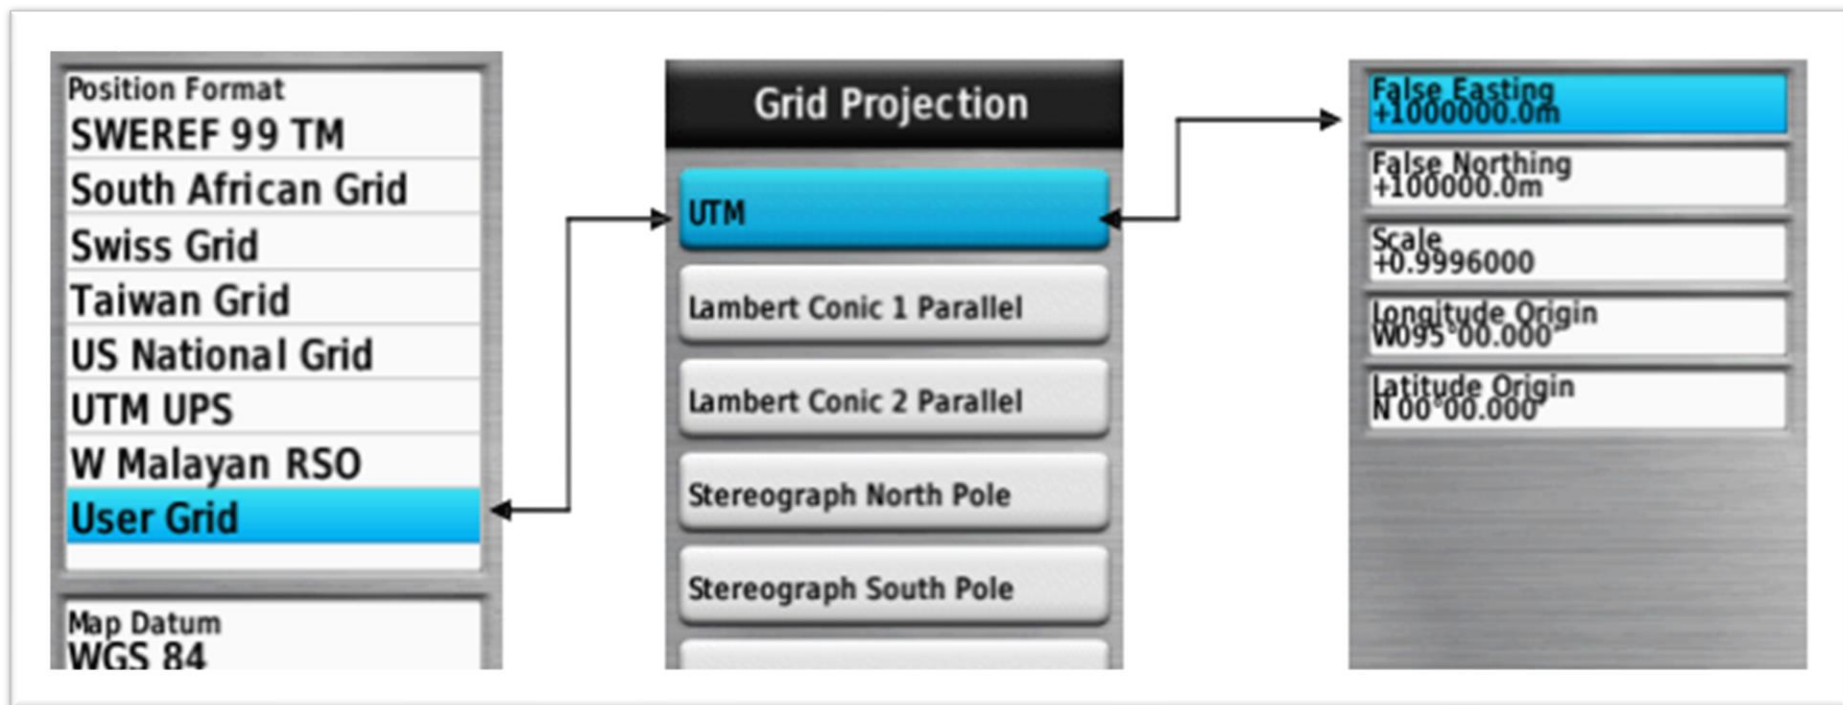 Position Format
SWEREF 99 TM
South African Grid
Swiss Grid
Taiwan Grid
US National Grid
UTM UPS
W Malayan RSO
User Grid
Map Datum
WGS 84
Grid Projection
UTM
Lambert Conic 1 Parallel
Lambert Conic 2 Parallel
Stereograph North Pole
Stereograph South Pole
False Easting
+1000000.0m
False Northing
+100000.0m
Scale
+0.9996000
Longitude Origin
W095°00.000'
Latitude Origin
N 00°00.000'